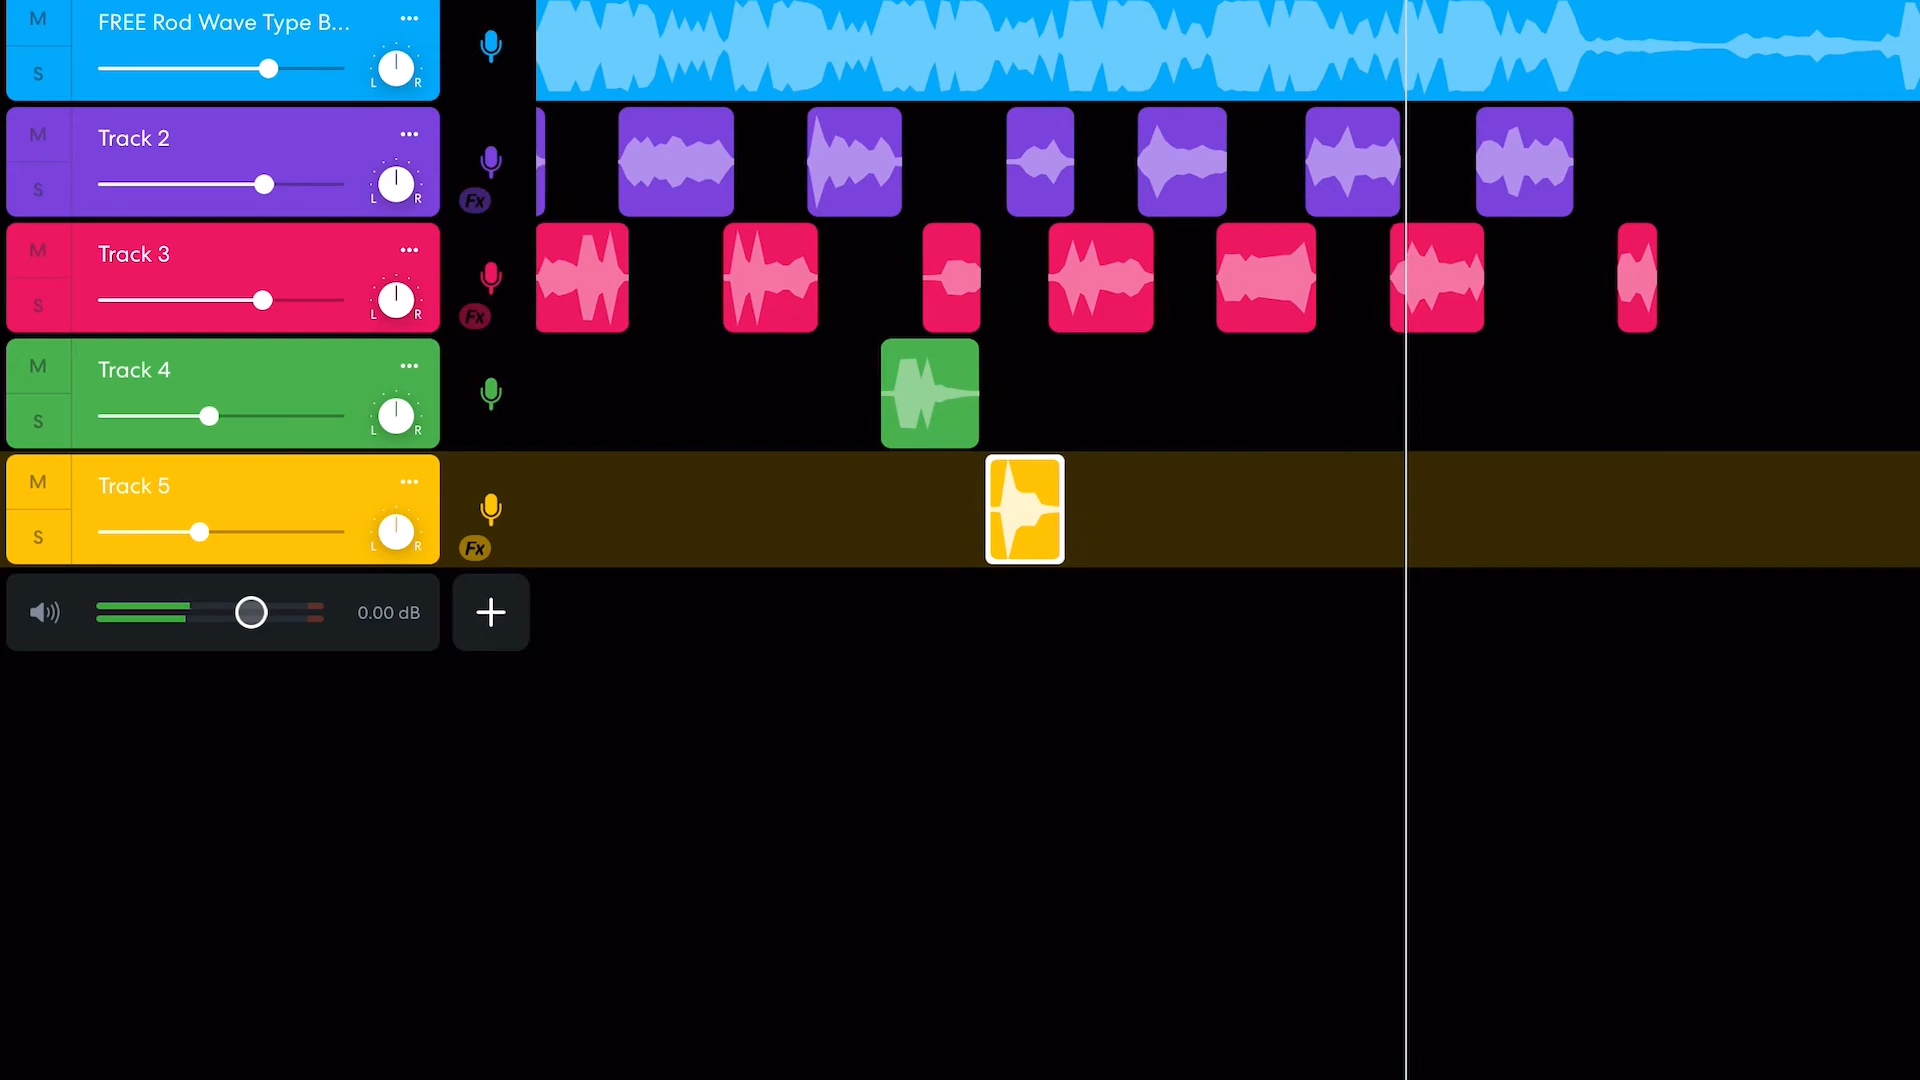 M
FREE Rod Wave Type B...
S
L R
M
Track 2
S
L R
Fx
M
Track 3
S
L R
Fx
M
Track 4
S
L R
M
Track 5
S
L R
Fx
0.00 dB